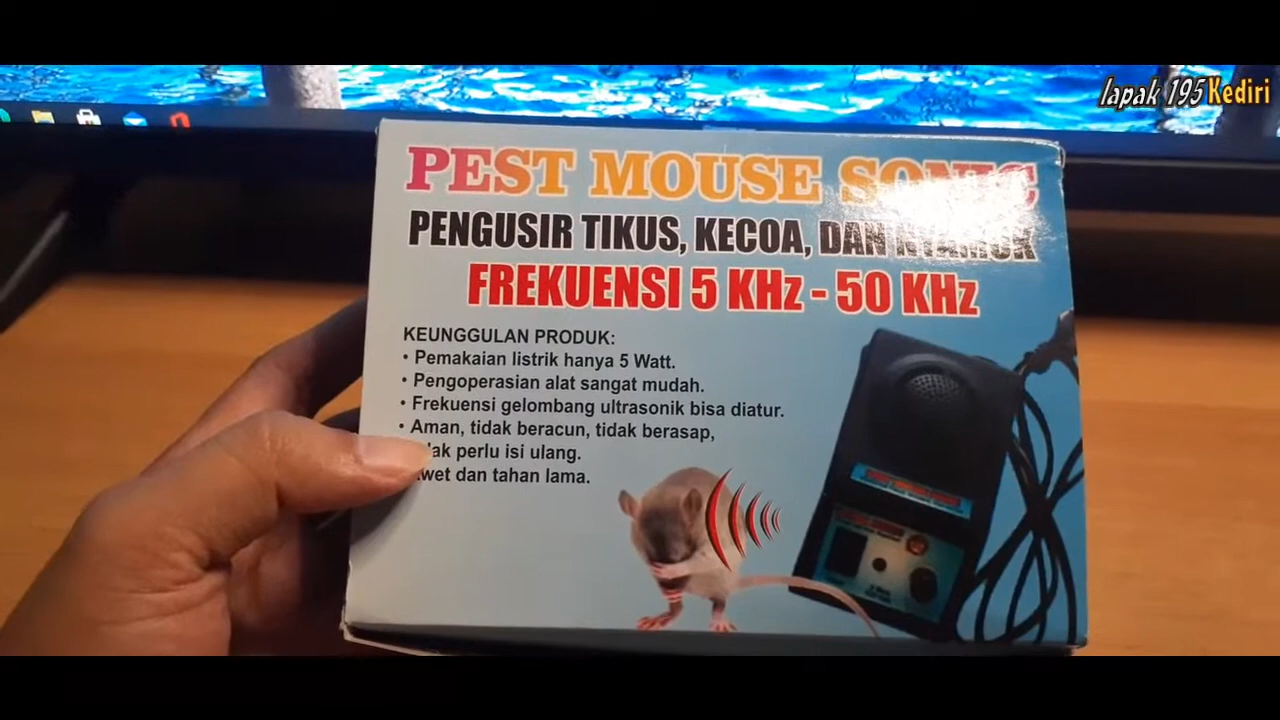 lapak 195 Kediri
PEST MOUSE SONIC
PENGUSIR TIKUS, KECOA, DAN NYAMUK
FREKUENSI 5 KHz - 50 KHz
KEUNGGULAN PRODUK:
• Pemakaian listrik hanya 5 Watt.
• Pengoperasian alat sangat mudah.
• Frekuensi gelombang ultrasonik bisa diatur.
• Aman, tidak beracun, tidak berasap,
perlu isi ulang.
dan tahan lama.